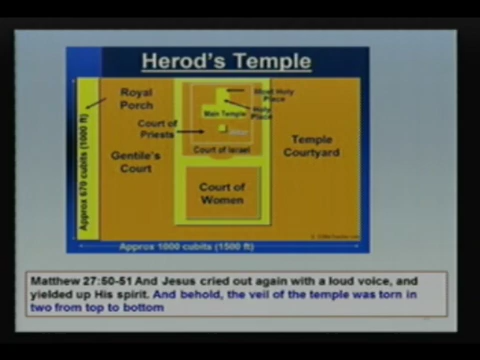 Herod's Temple
Royal
Porch
Most Holy
Place
Main Temple
Holy
Place
Court of
Priests
Court of Israel
Temple
Courtyard
Gentile's
Court
Court of
Women
Approx 670 cubits (1000 ft)
Approx 1000 cubits (1500 ft)
Matthew 27:50-51 And Jesus cried out again with a loud voice, and
yielded up His spirit. And behold, the veil of the temple was torn in
two from top to bottom